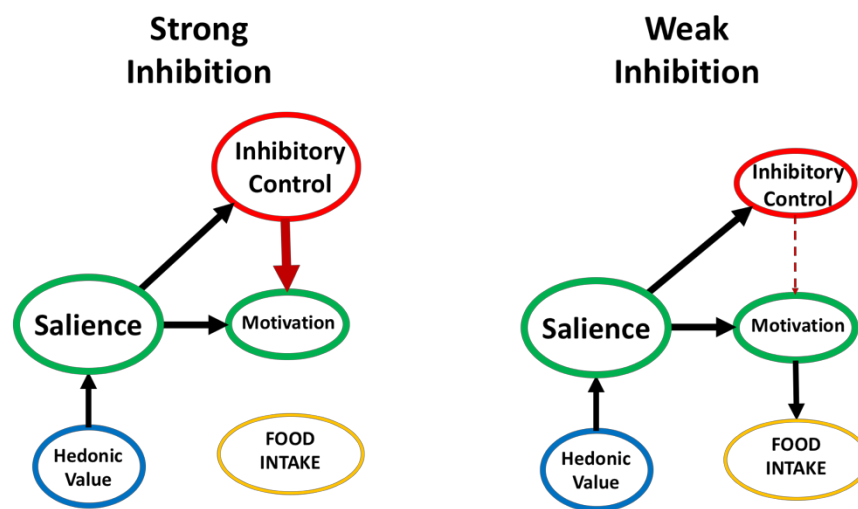 Strong
Inhibition
Inhibitory
Control
Salience
Motivation
Hedonic
Value
FOOD
INTAKE
Weak
Inhibition
Inhibitory
Control
Salience
Motivation
Hedonic
Value
FOOD
INTAKE